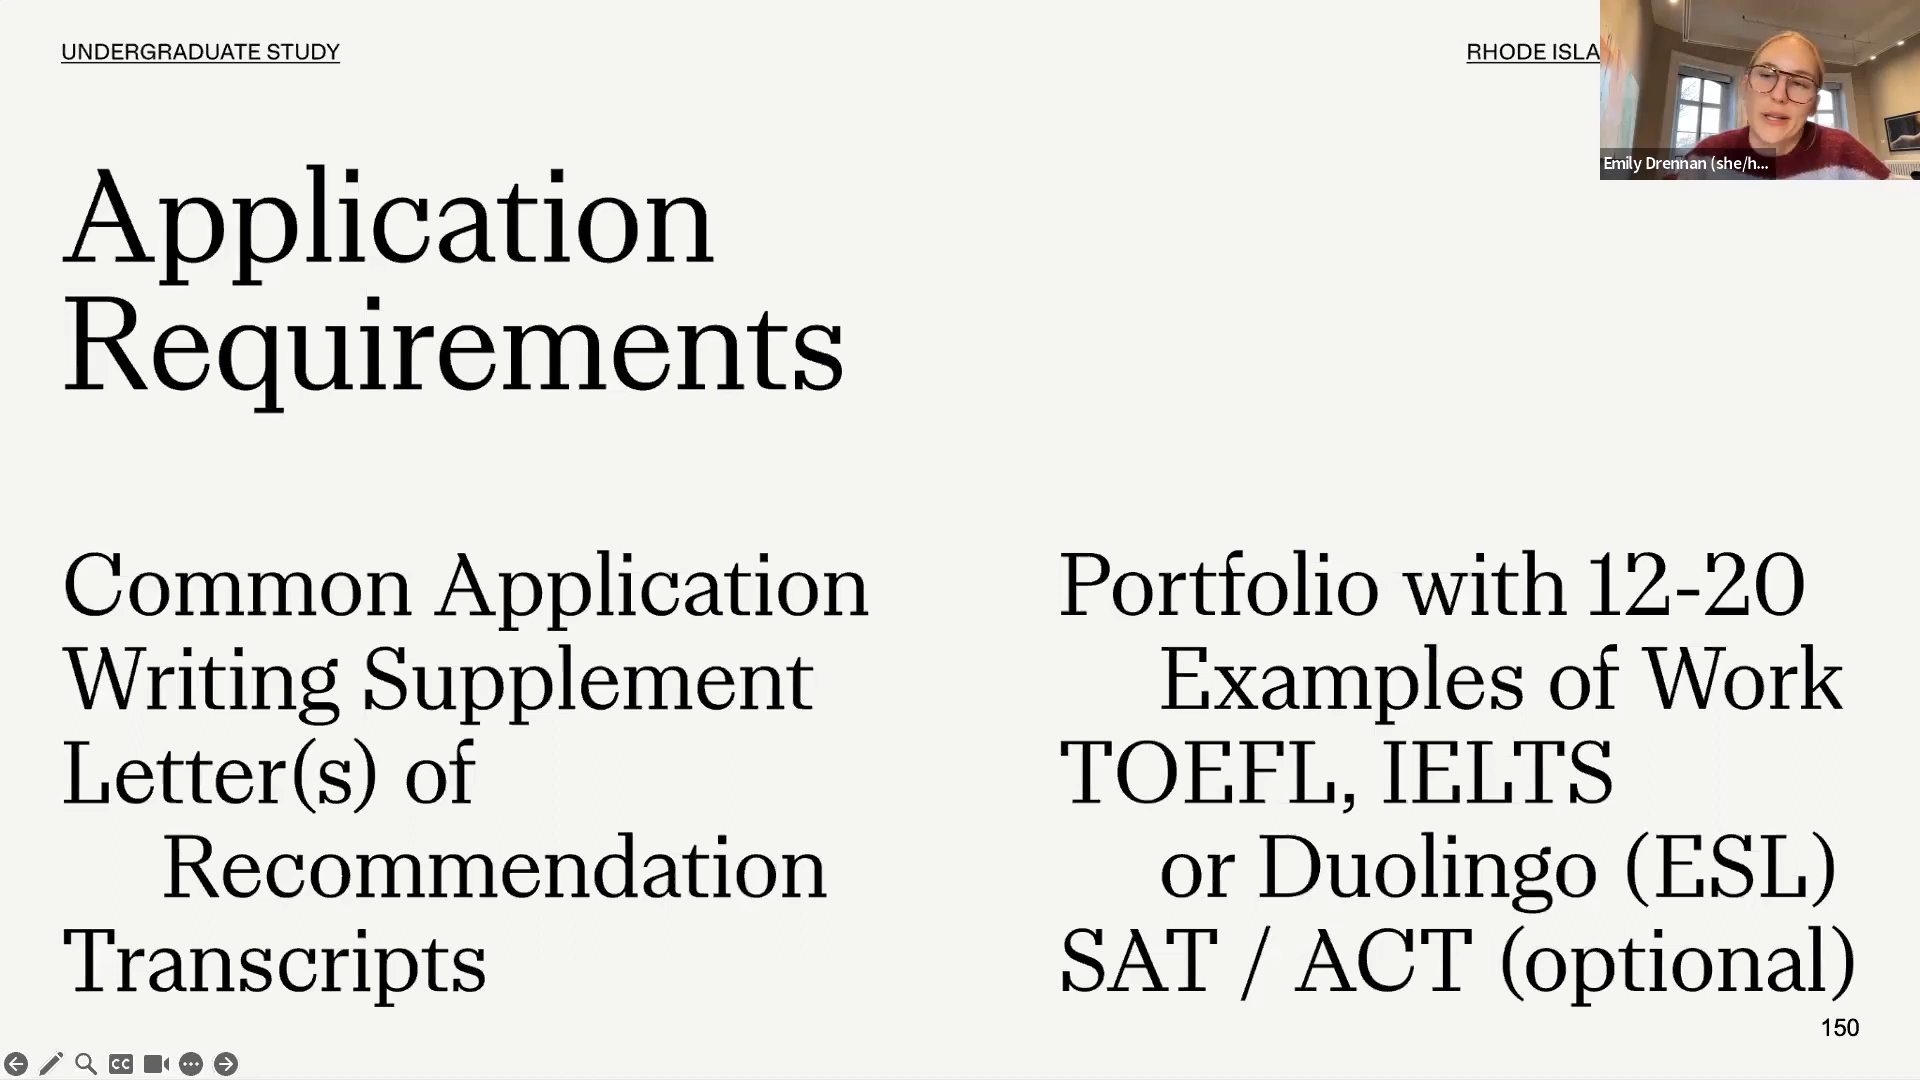 UNDERGRADUATE STUDY
RHODE ISLA
Emily Drennan (she/h...
Application
Requirements
Common Application
Writing Supplement
Letter(s) of
Recommendation
Transcripts
Portfolio with 12-20
Examples of Work
TOEFL, IELTS
or Duolingo (ESL)
SAT / ACT (optional)
150
CC